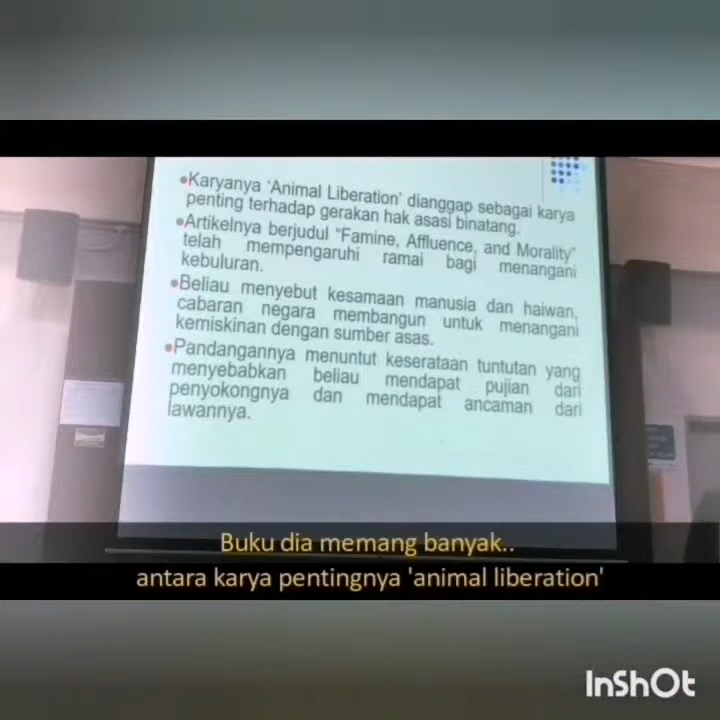 •Karyanya 'Animal Liberation' dianggap sebagai karya
penting terhadap gerakan hak asasi binatang.
•Artikelnya berjudul "Famine, Affluence, and Morality"
telah mempengaruhi ramai bagi menangani
kebuluran.
•Beliau menyebut kesamaan manusia dan haiwan,
cabaran negara membangun untuk menangani
kemiskinan dengan sumber asas.
•Pandangannya menuntut keserataan tuntutan yang
menyebabkan beliau mendapat pujian dari
penyokongnya dan mendapat ancaman dari
lawannya.
Buku dia memang banyak..
antara karya pentingnya 'animal liberation'
InShOt